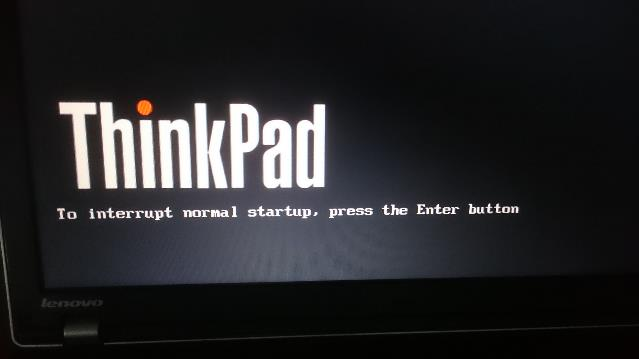 ThinkPad
To interrupt normal startup, press the Enter button
lenovo